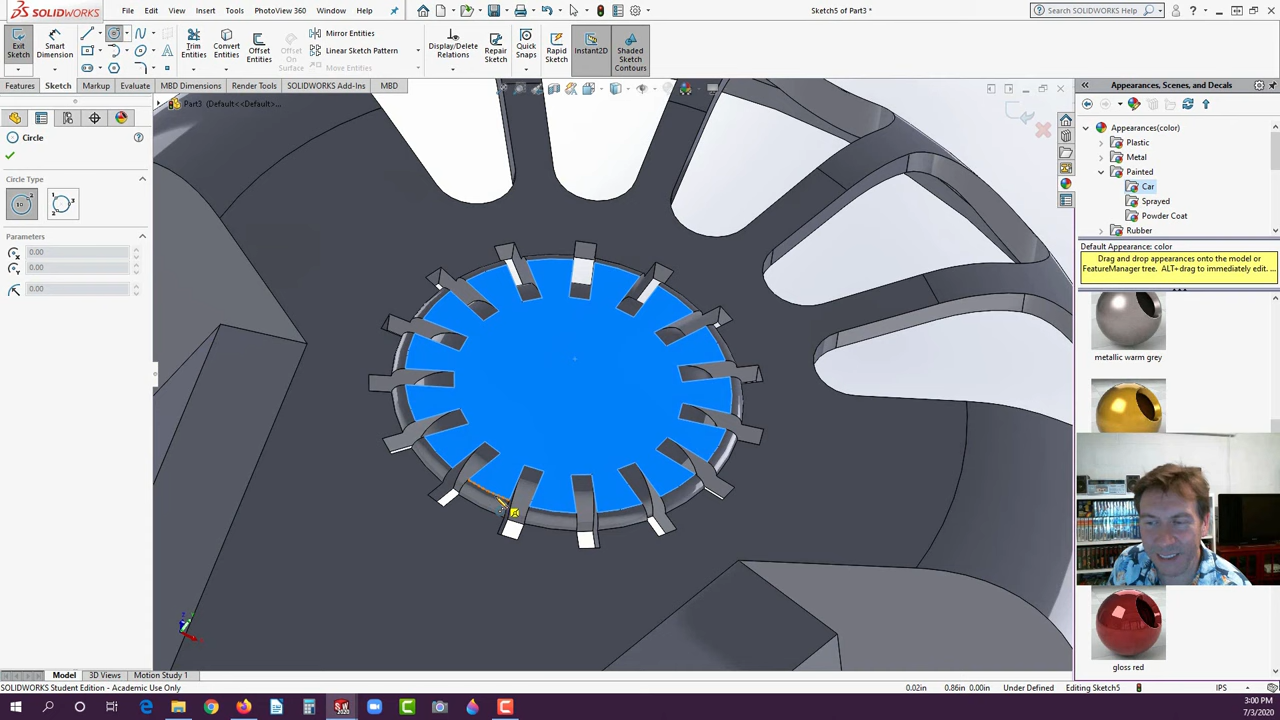 SOLIDWORKS
File Edit View Insert Tools PhotoView 360 Window Help
Sketch5 of Part3 *
Search SOLIDWORKS Help
Exit Sketch
Smart Dimension
Trim Entities
Convert Entities
Offset Entities
Offset On Surface
Mirror Entities
Linear Sketch Pattern
Move Entities
Display/Delete Relations
Repair Sketch
Quick Snaps
Rapid Sketch
Instant2D
Shaded Sketch Contours
Features Sketch Markup Evaluate MBD Dimensions Render Tools SOLIDWORKS Add-Ins MBD
Part3 (Default<<Default>...
Circle
Circle Type
Parameters
0.00
0.00
0.00
Appearances, Scenes, and Decals
Appearances(color)
Plastic
Metal
Painted
Car
Sprayed
Powder Coat
Rubber
Default Appearance: color
Drag and drop appearances onto the model or
FeatureManager tree. ALT+drag to immediately edit. ...
metallic warm grey
gloss red
Model 3D Views Motion Study 1
SOLIDWORKS Student Edition - Academic Use Only
0.02in 0.86in 0.00in Under Defined Editing Sketch5 IPS
3:00 PM
7/3/2020